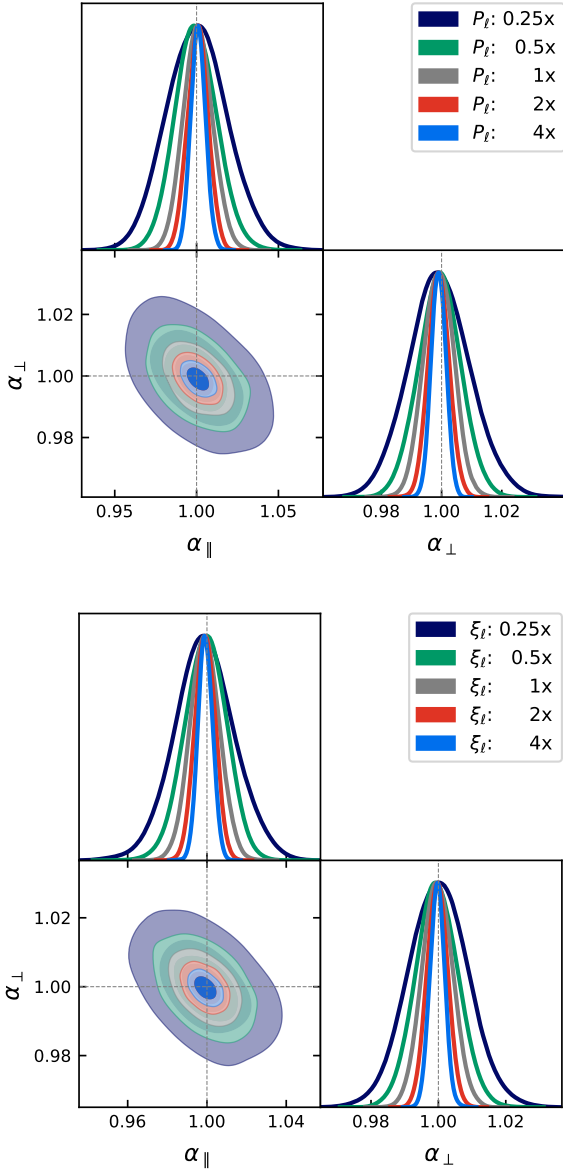 P_ℓ: 0.25x
P_ℓ: 0.5x
P_ℓ: 1x
P_ℓ: 2x
P_ℓ: 4x
1.02
1.00
0.98
α_⊥
0.95 1.00 1.05
0.98 1.00 1.02
α_∥
α_⊥
ξ_ℓ: 0.25x
ξ_ℓ: 0.5x
ξ_ℓ: 1x
ξ_ℓ: 2x
ξ_ℓ: 4x
1.02
1.00
0.98
α_⊥
0.96 1.00 1.04
0.98 1.00 1.02
α_∥
α_⊥